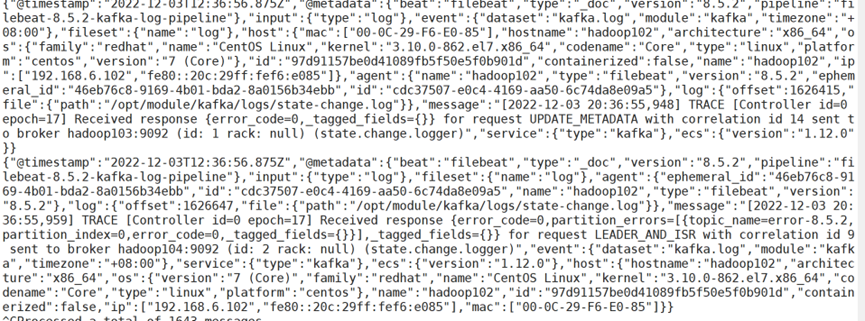 {"@timestamp":"2022-12-03T12:36:56.875Z","@metadata":{"beat":"filebeat","type":"_doc","version":"8.5.2","pipeline":"fi
lebeat-8.5.2-kafka-log-pipeline"},"input":{"type":"log"},"event":{"dataset":"kafka.log","module":"kafka","timezone":"+
08:00"},"fileset":{"name":"log"},"host":{"mac":["00-0C-29-F6-E0-85"],"hostname":"hadoop102","architecture":"x86_64","o
s":{"family":"redhat","name":"CentOS Linux","kernel":"3.10.0-862.el7.x86_64","codename":"Core","type":"linux","platfor
m":"centos","version":"7 (Core)"},"id":"97d91157be0d41089fb5f50e5f0b901d","containerized":false,"name":"hadoop102","ip
":["192.168.6.102","fe80::20c:29ff:fef6:e085"]},"agent":{"name":"hadoop102","type":"filebeat","version":"8.5.2","ephem
eral_id":"46eb76c8-9169-4b01-bda2-8a0156b34ebb","id":"cdc37507-e0c4-4169-aa50-6c74da8e09a5"},"log":{"offset":1626415,"
file":{"path":"/opt/module/kafka/logs/state-change.log"}},"message":"[2022-12-03 20:36:55,948] TRACE [Controller id=0 
epoch=17] Received response {error_code=0,_tagged_fields={}} for request UPDATE_METADATA with correlation id 14 sent t
o broker hadoop103:9092 (id: 1 rack: null) (state.change.logger)","service":{"type":"kafka"},"ecs":{"version":"1.12.0"
}}
{"@timestamp":"2022-12-03T12:36:56.875Z","@metadata":{"beat":"filebeat","type":"_doc","version":"8.5.2","pipeline":"fi
lebeat-8.5.2-kafka-log-pipeline"},"input":{"type":"log"},"fileset":{"name":"log"},"agent":{"ephemeral_id":"46eb76c8-91
69-4b01-bda2-8a0156b34ebb","id":"cdc37507-e0c4-4169-aa50-6c74da8e09a5","name":"hadoop102","type":"filebeat","version":
"8.5.2"},"log":{"offset":1626647,"file":{"path":"/opt/module/kafka/logs/state-change.log"}},"message":"[2022-12-03 20:
36:55,959] TRACE [Controller id=0 epoch=17] Received response {error_code=0,partition_errors=[{topic_name=error-8.5.2,
partition_index=0,error_code=0,_tagged_fields={}}],_tagged_fields={}} for request LEADER_AND_ISR with correlation id 9
 sent to broker hadoop104:9092 (id: 2 rack: null) (state.change.logger)","event":{"dataset":"kafka.log","module":"kafk
a","timezone":"+08:00"},"service":{"type":"kafka"},"ecs":{"version":"1.12.0"},"host":{"hostname":"hadoop102","architec
ture":"x86_64","os":{"version":"7 (Core)","family":"redhat","name":"CentOS Linux","kernel":"3.10.0-862.el7.x86_64","co
dename":"Core","type":"linux","platform":"centos"},"name":"hadoop102","id":"97d91157be0d41089fb5f50e5f0b901d","contain
erized":false,"ip":["192.168.6.102","fe80::20c:29ff:fef6:e085"],"mac":["00-0C-29-F6-E0-85"]}}
^CProcessed a total of 1643 messages